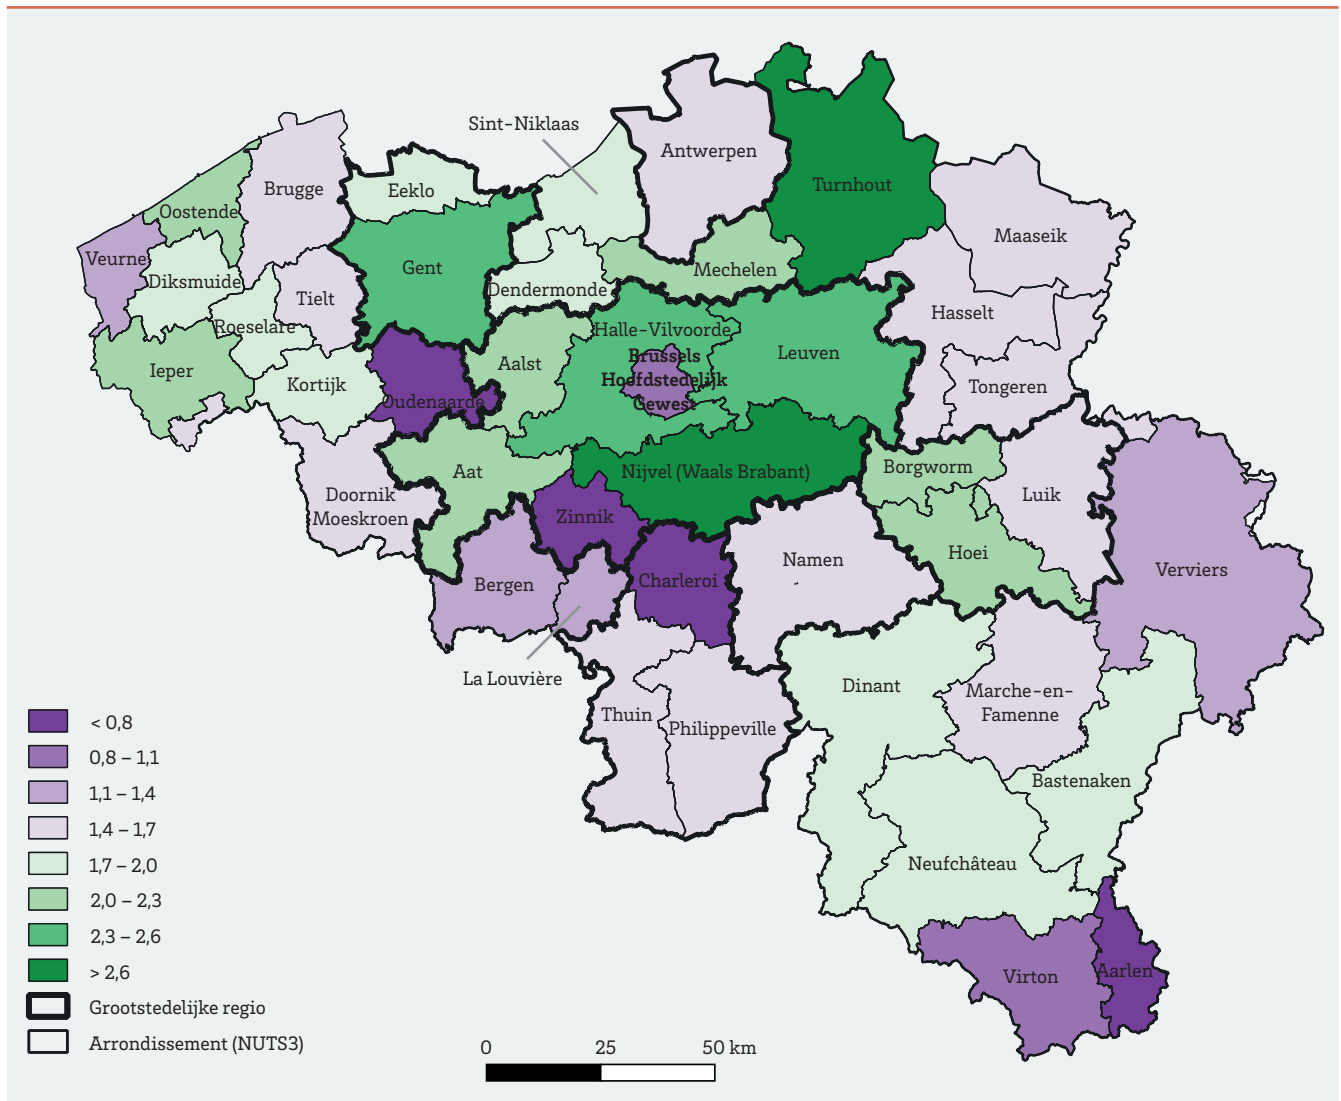 Sint-Niklaas
Antwerpen
Turnhout
Brugge
Eeklo
Oostende
Maaseik
Veurne
Gent
Mechelen
Diksmuide
Dendermonde
Tielt
Hasselt
Roeselare
Halle-Vilvoorde
Leuven
Brussels
Hoofdstedelijk
Gewest
Aalst
Ieper
Kortijk
Tongeren
Oudenaarde
Aat
Nijvel (Waals Brabant)
Borgworm
Doornik
Moeskroen
Luik
Zinnik
Hoei
Namen
Verviers
Bergen
Charleroi
La Louvière
Dinant
Marche-en-
Famenne
Thuin
Philippeville
Bastenaken
Neufchâteau
Virton
Aarlen
< 0,8
0,8 – 1,1
1,1 – 1,4
1,4 – 1,7
1,7 – 2,0
2,0 – 2,3
2,3 – 2,6
> 2,6
Grootstedelijke regio
Arrondissement (NUTS3)
0 25 50 km